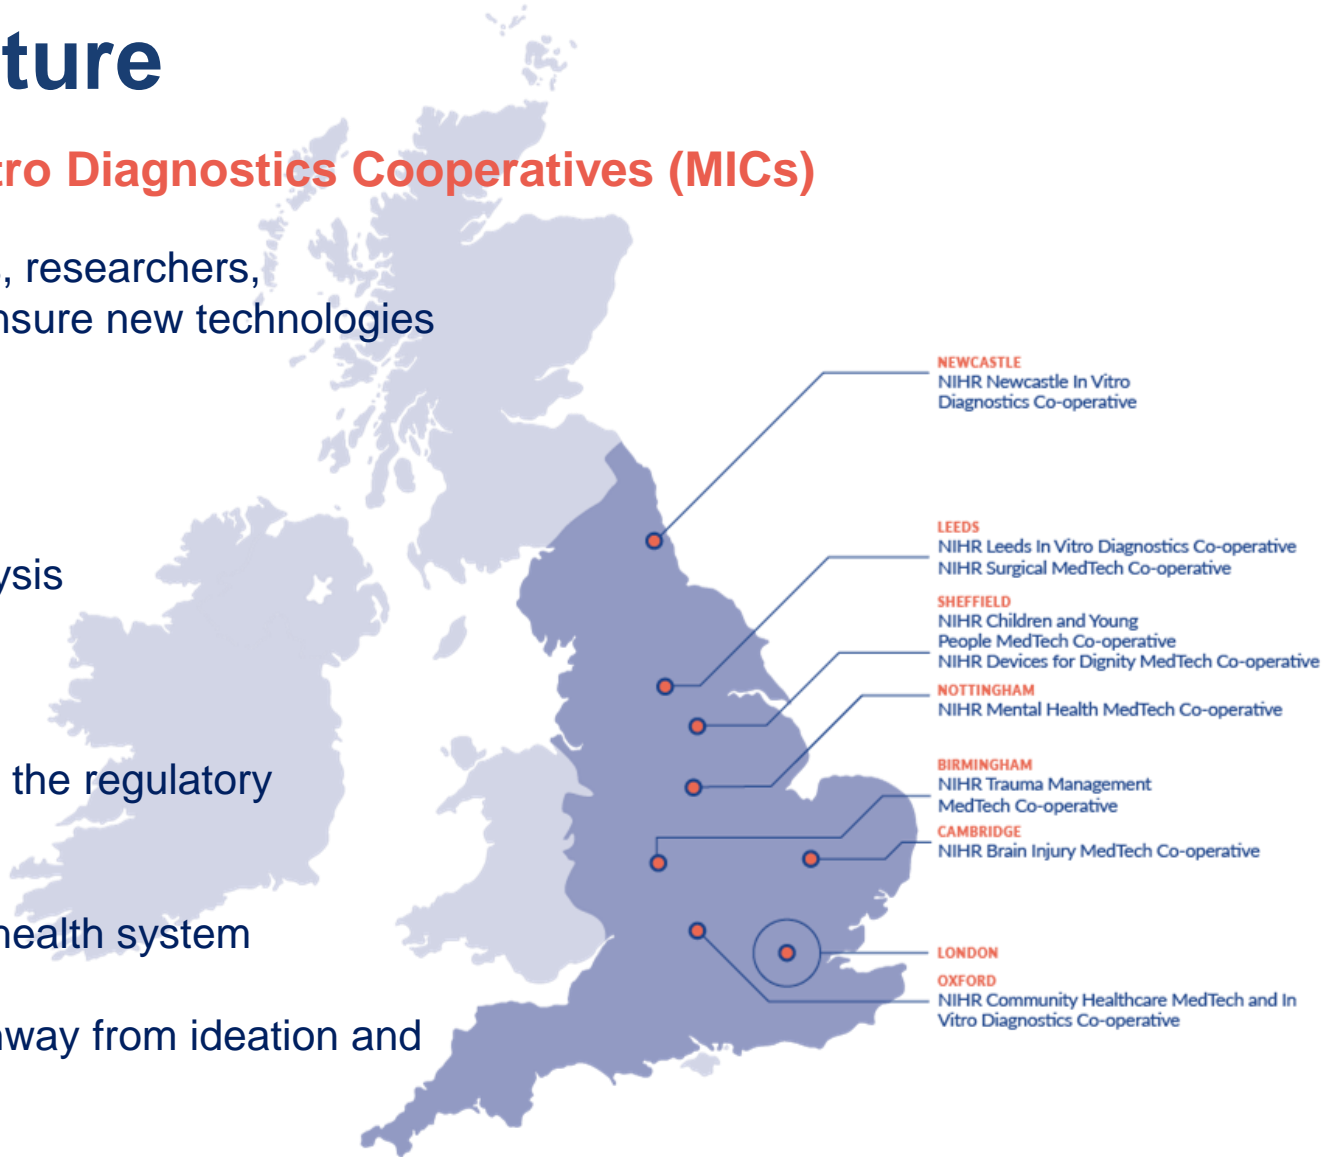 ture
tro Diagnostics Cooperatives (MICs)
, researchers,
nsure new technologies
ysis
the regulatory
health system
way from ideation and
NEWCASTLE
NIHR Newcastle In Vitro
Diagnostics Co-operative
LEEDS
NIHR Leeds In Vitro Diagnostics Co-operative
NIHR Surgical MedTech Co-operative
SHEFFIELD
NIHR Children and Young
People MedTech Co-operative
NIHR Devices for Dignity MedTech Co-operative
NOTTINGHAM
NIHR Mental Health MedTech Co-operative
BIRMINGHAM
NIHR Trauma Management
MedTech Co-operative
CAMBRIDGE
NIHR Brain Injury MedTech Co-operative
LONDON
OXFORD
NIHR Community Healthcare MedTech and In
Vitro Diagnostics Co-operative